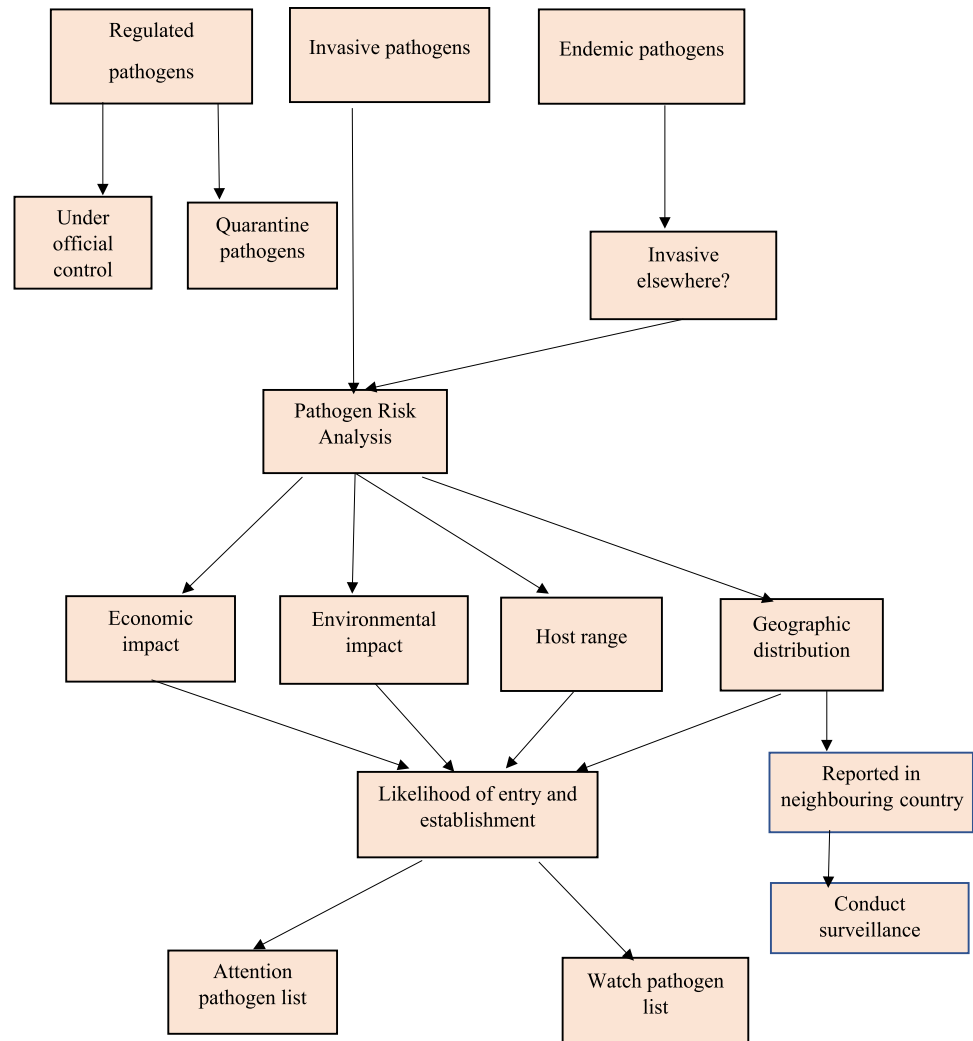 Regulated
pathogens
Invasive pathogens
Endemic pathogens
Under
official
control
Quarantine
pathogens
Invasive
elsewhere?
Pathogen Risk
Analysis
Economic
impact
Environmental
impact
Host range
Geographic
distribution
Likelihood of entry and
establishment
Reported in
neighbouring country
Conduct
surveillance
Attention
pathogen list
Watch pathogen
list